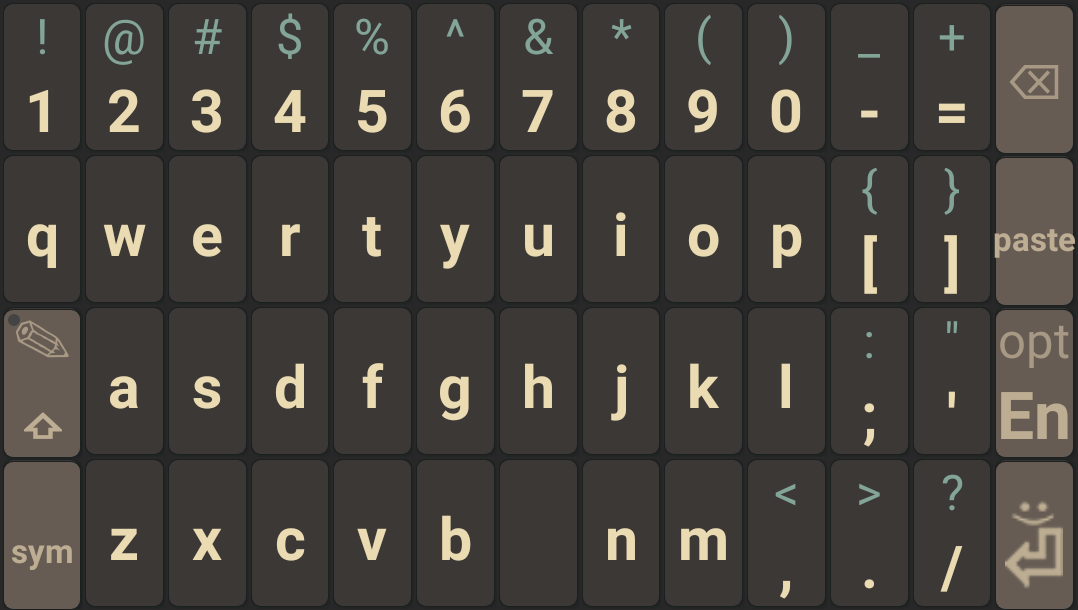 ! @ # $ % ^ & * ( ) _ +
1 2 3 4 5 6 7 8 9 0 - =
{ }
q w e r t y u i o p [ ] paste
: " opt
a s d f g h j k l ; ' En
< > ?
sym z x c v b n m , . /